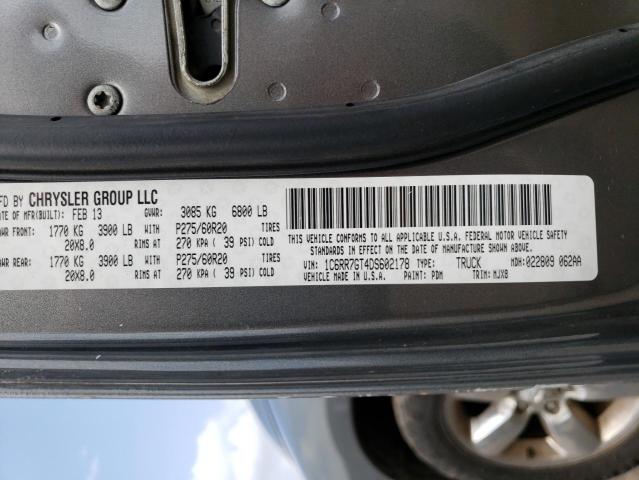 FD BY CHRYSLER GROUP LLC
ATE OF MFR(BUILT): FEB 13 GVWR: 3085 KG 6800 LB
WR FRONT: 1770 KG 3900 LB WITH P275/60R20 TIRES
20X8.0 RIMS AT 270 KPA ( 39 PSI) COLD
WR REAR: 1770 KG 3900 LB WITH P275/60R20 TIRES
20X8.0 RIMS AT 270 KPA ( 39 PSI) COLD
THIS VEHICLE CONFORMS TO ALL APPLICABLE U.S.A. FEDERAL MOTOR VEHICLE SAFETY
STANDARDS IN EFFECT ON THE DATE OF MANUFACTURE SHOWN ABOVE.
VIN: 1C6RR7GT4DS602178 TYPE: TRUCK MDH: 022809 062AA
VEHICLE MADE IN U.S.A. PAINT: PDM TRIM: MJX8